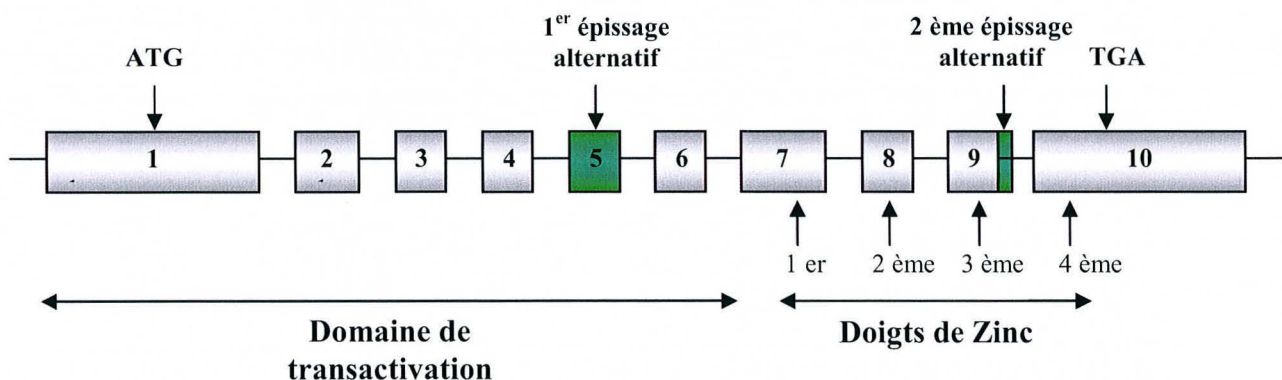 1er épissage
alternatif
2 ème épissage
alternatif
ATG
TGA
1 2 3 4 5 6 7 8 9 10
1 er 2 ème 3 ème 4 ème
Domaine de
transactivation
Doigts de Zinc